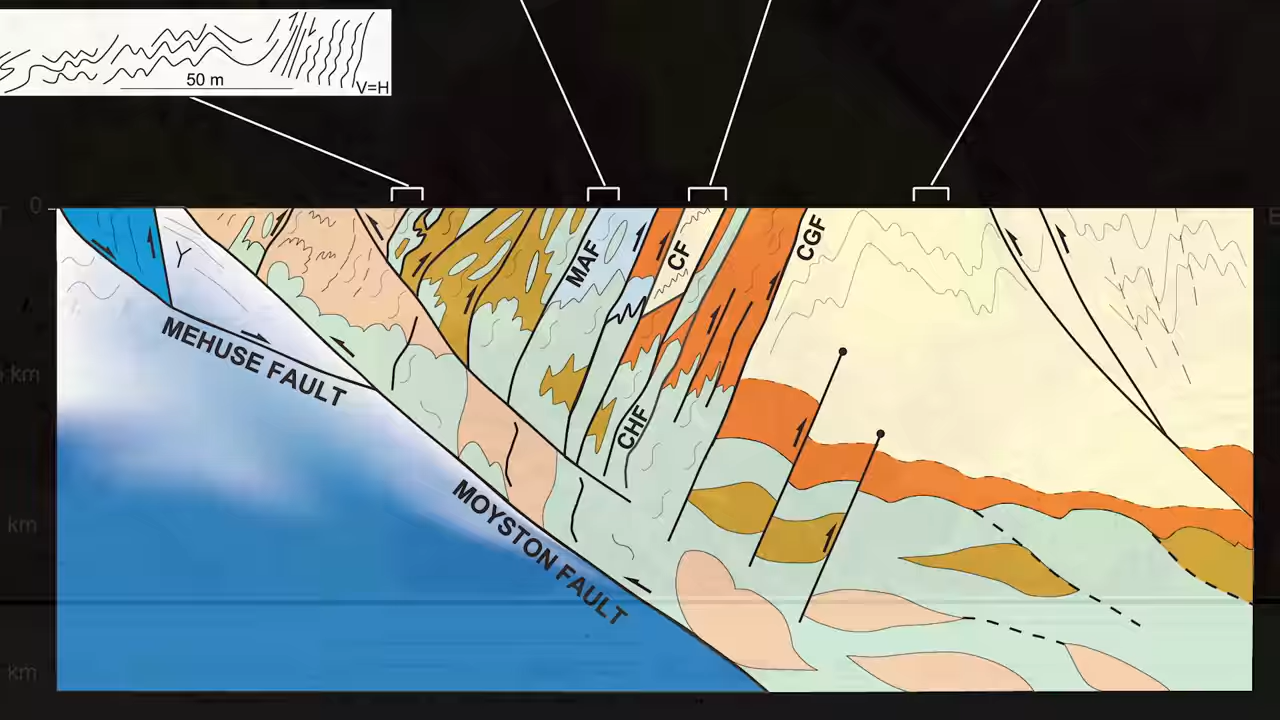 50 m
V=H
0
MAF
CF
CGF
Y
MEHUSE FAULT
km
CHF
MOYSTON FAULT
km
km